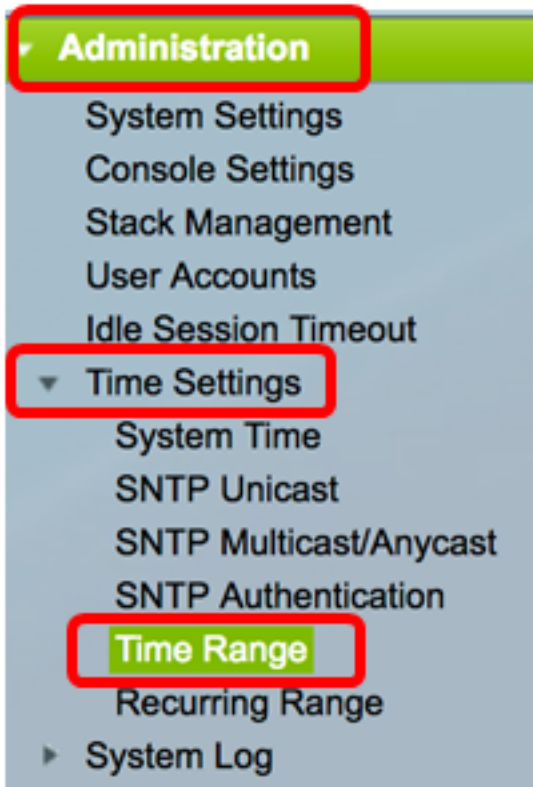 Administration
System Settings
Console Settings
Stack Management
User Accounts
Idle Session Timeout
Time Settings
System Time
SNTP Unicast
SNTP Multicast/Anycast
SNTP Authentication
Time Range
Recurring Range
System Log